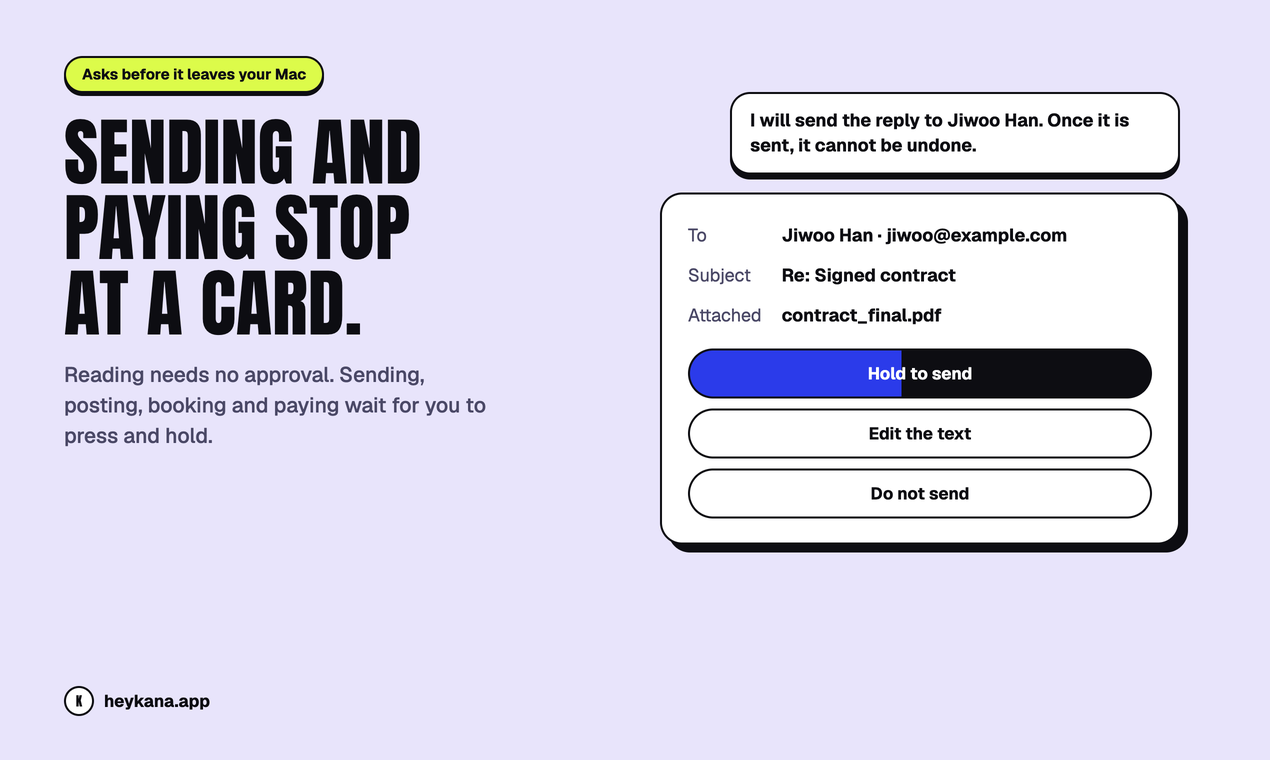 Asks before it leaves your Mac
SENDING AND
PAYING STOP
AT A CARD.
Reading needs no approval. Sending,
posting, booking and paying wait for you to
press and hold.
I will send the reply to Jiwoo Han. Once it is
sent, it cannot be undone.
To Jiwoo Han · jiwoo@example.com
Subject Re: Signed contract
Attached contract_final.pdf
Hold to send
Edit the text
Do not send
K heykana.app